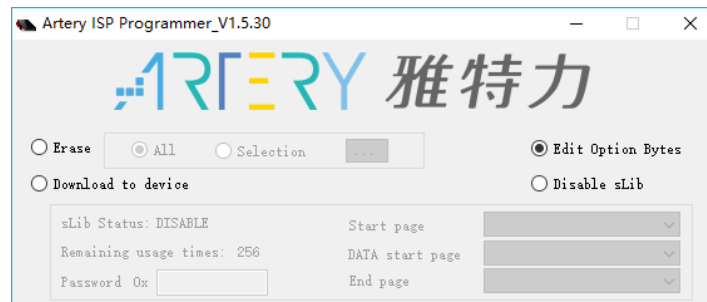 Artery ISP Programmer_V1.5.30
ARTERY 雅特力
Erase All Selection ... Edit Option Bytes
Download to device Disable sLib
sLib Status: DISABLE Start page
Remaining usage times: 256 DATA start page
Password 0x End page